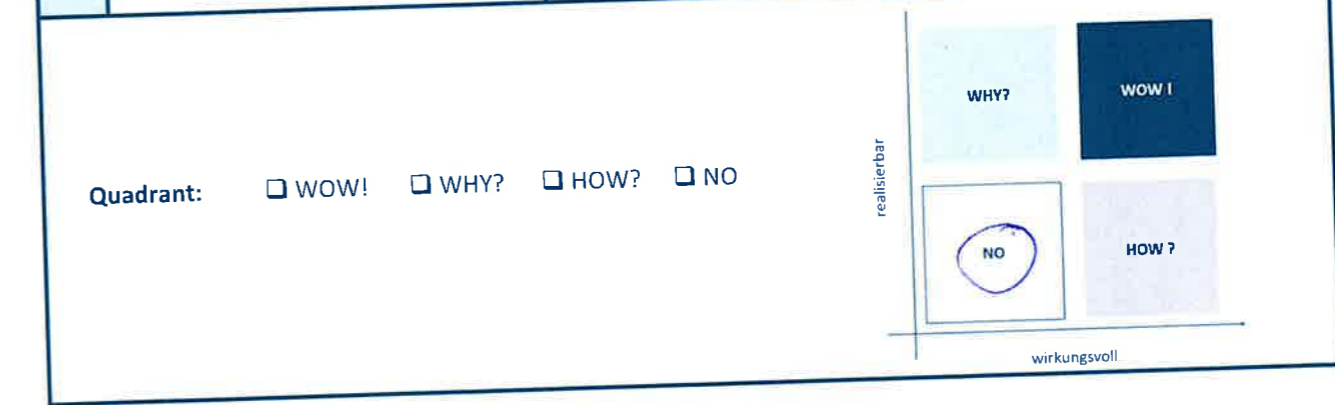 Quadrant: ❑ WOW! ❑ WHY? ❑ HOW? ❑ NO
realisierbar
WHY? WOW !
NO HOW ?
wirkungsvoll